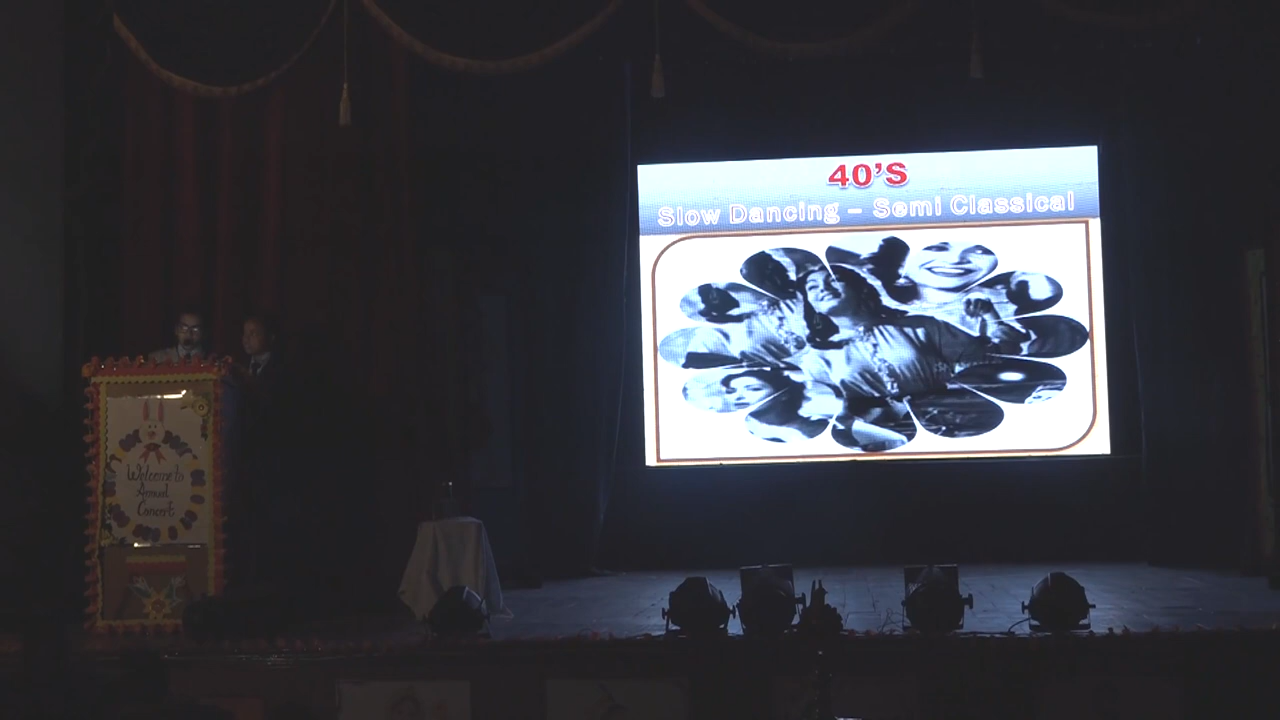 40'S
Slow Dancing – Semi Classical
Welcome to
Annual
Concert